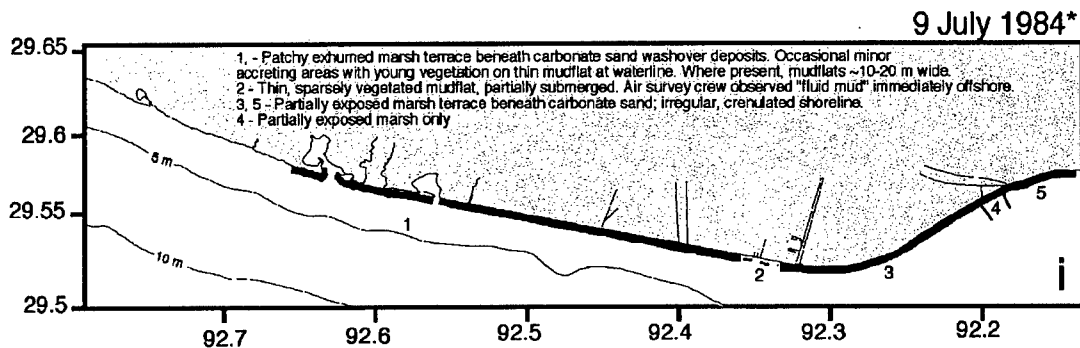 9 July 1984*
29.65
1, - Patchy exhumed marsh terrace beneath carbonate sand washover deposits. Occasional minor
accreting areas with young vegetation on thin mudflat at waterline. Where present, mudflats ~10-20 m wide.
2 - Thin, sparsely vegetated mudflat, partially submerged. Air survey crew observed "fluid mud" immediately offshore.
3, 5 - Partially exposed marsh terrace beneath carbonate sand; irregular, crenulated shoreline.
4 - Partially exposed marsh only
29.6
5 m
29.55
1
4
5
10 m
2
3
i
29.5
92.7
92.6
92.5
92.4
92.3
92.2